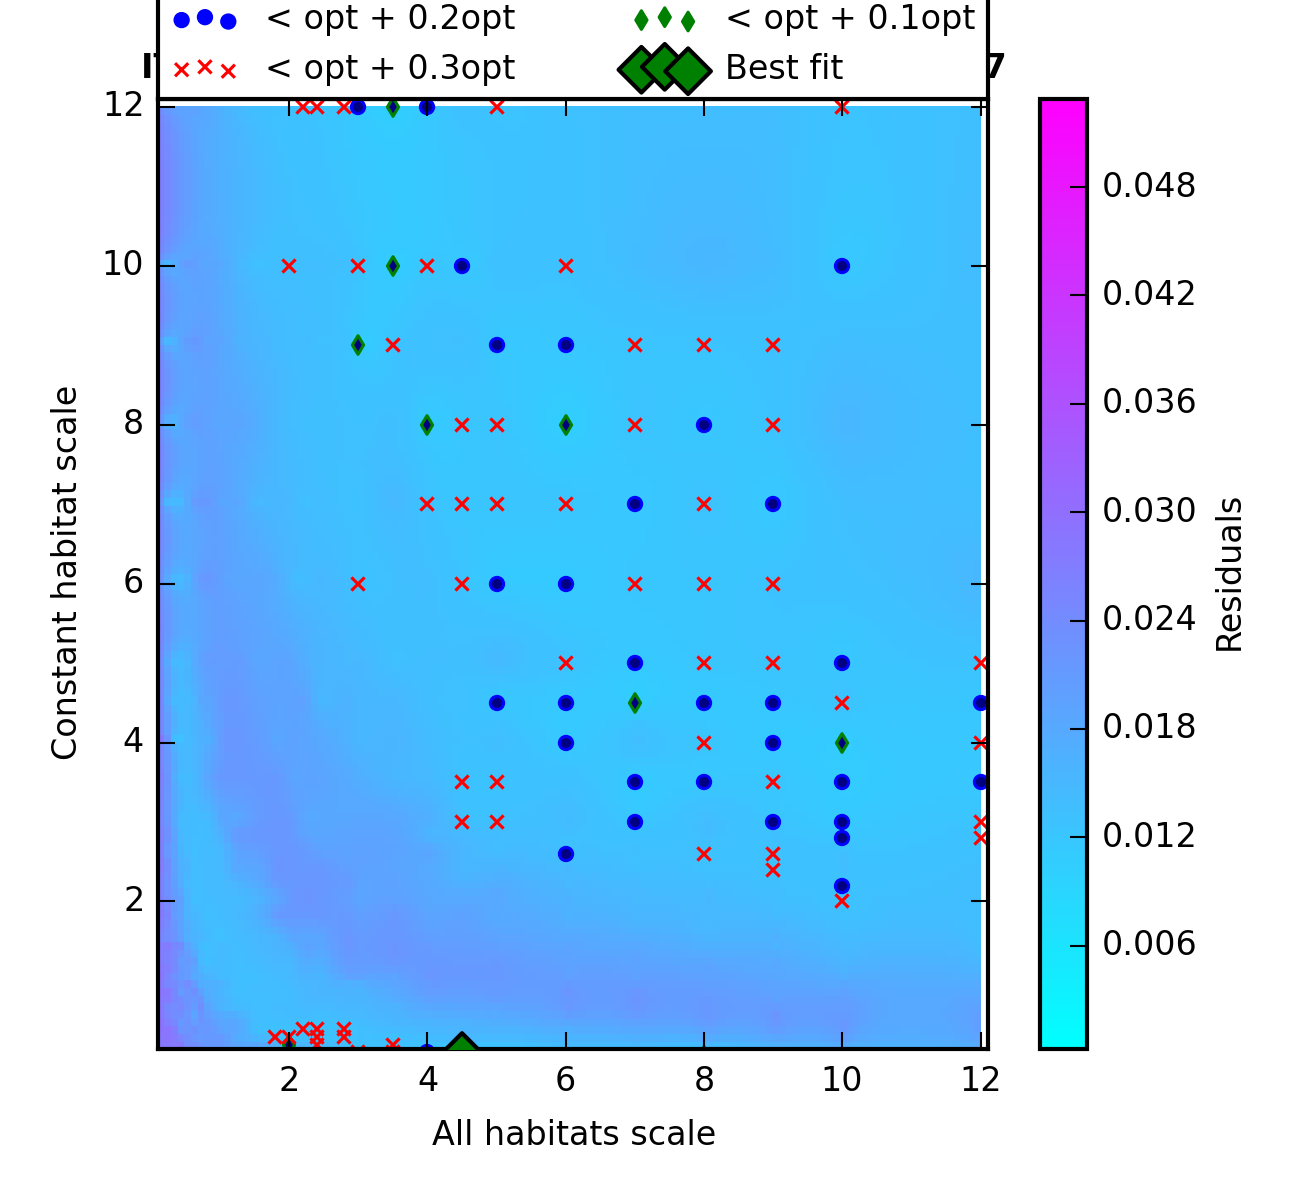 < opt + 0.2opt < opt + 0.1opt
< opt + 0.3opt Best fit
7
12
10
8
6
4
2
2 4 6 8 10 12
All habitats scale
Constant habitat scale
0.048
0.042
0.036
0.030
0.024
0.018
0.012
0.006
Residuals